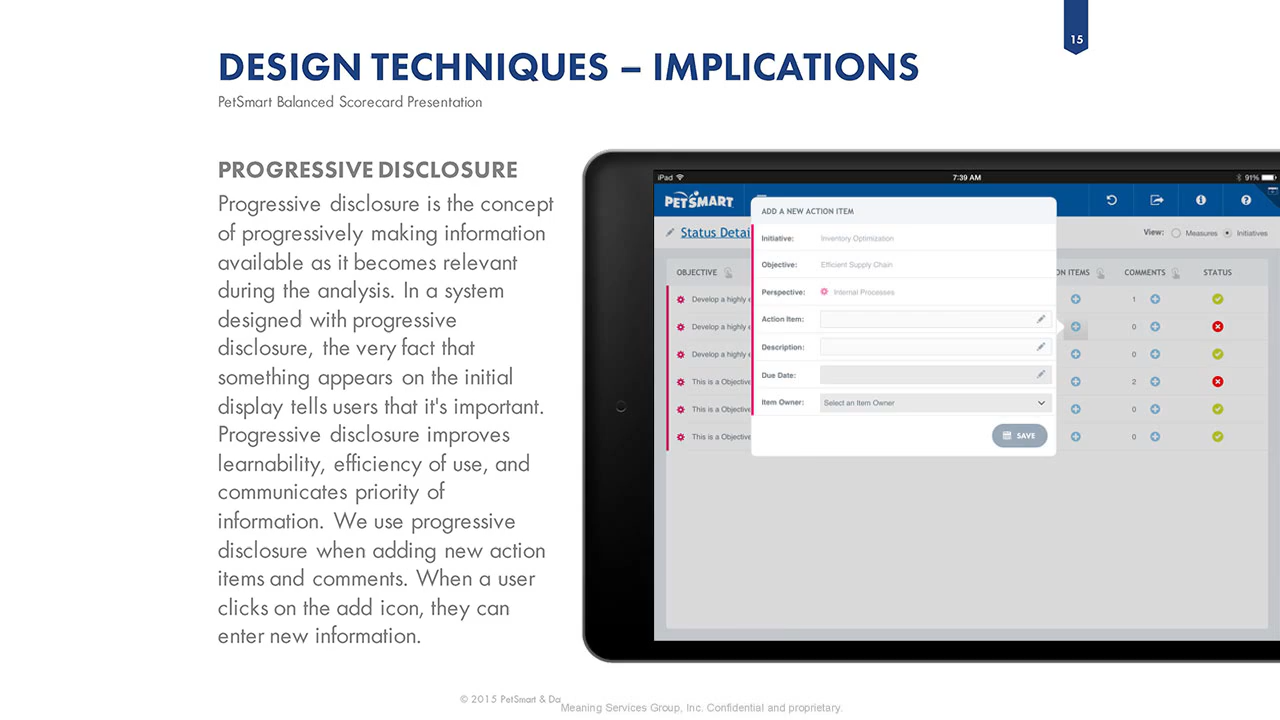 15
DESIGN TECHNIQUES – IMPLICATIONS
PetSmart Balanced Scorecard Presentation
PROGRESSIVE DISCLOSURE
Progressive disclosure is the concept
of progressively making information
available as it becomes relevant
during the analysis. In a system
designed with progressive
disclosure, the very fact that
something appears on the initial
display tells users that it's important.
Progressive disclosure improves
learnability, efficiency of use, and
communicates priority of
information. We use progressive
disclosure when adding new action
items and comments. When a user
clicks on the add icon, they can
enter new information.
iPad 7:39 AM 91%
PETSMART
Status Detai
View: Measures Initiatives
OBJECTIVE ON ITEMS COMMENTS STATUS
Develop a highly e 1
Develop a highly e 0
Develop a highly e 0
This is a Objective 2
This is a Objective 0
This is a Objective 0
ADD A NEW ACTION ITEM
Initiative: Inventory Optimization
Objective: Efficient Supply Chain
Perspective: Internal Processes
Action Item:
Description:
Due Date:
Item Owner: Select an Item Owner
SAVE
© 2015 PetSmart & Da
Meaning Services Group, Inc. Confidential and proprietary.